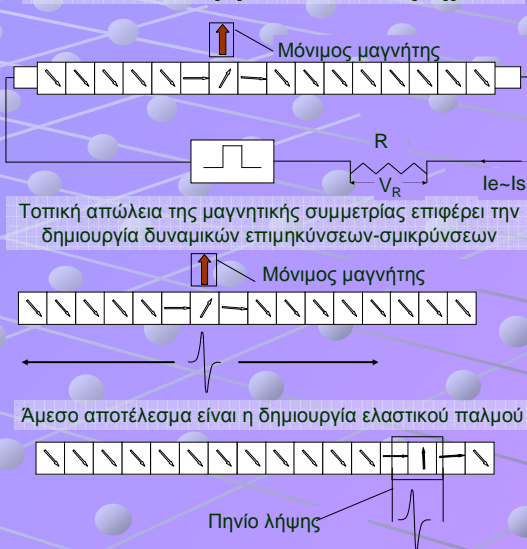 Μόνιμος μαγνήτης
R
V_R
Ie~Is
Τοπική απώλεια της μαγνητικής συμμετρίας επιφέρει την
δημιουργία δυναμικών επιμηκύνσεων-σμικρύνσεων
Μόνιμος μαγνήτης
Άμεσο αποτέλεσμα είναι η δημιουργία ελαστικού παλμού
Πηνίο λήψης